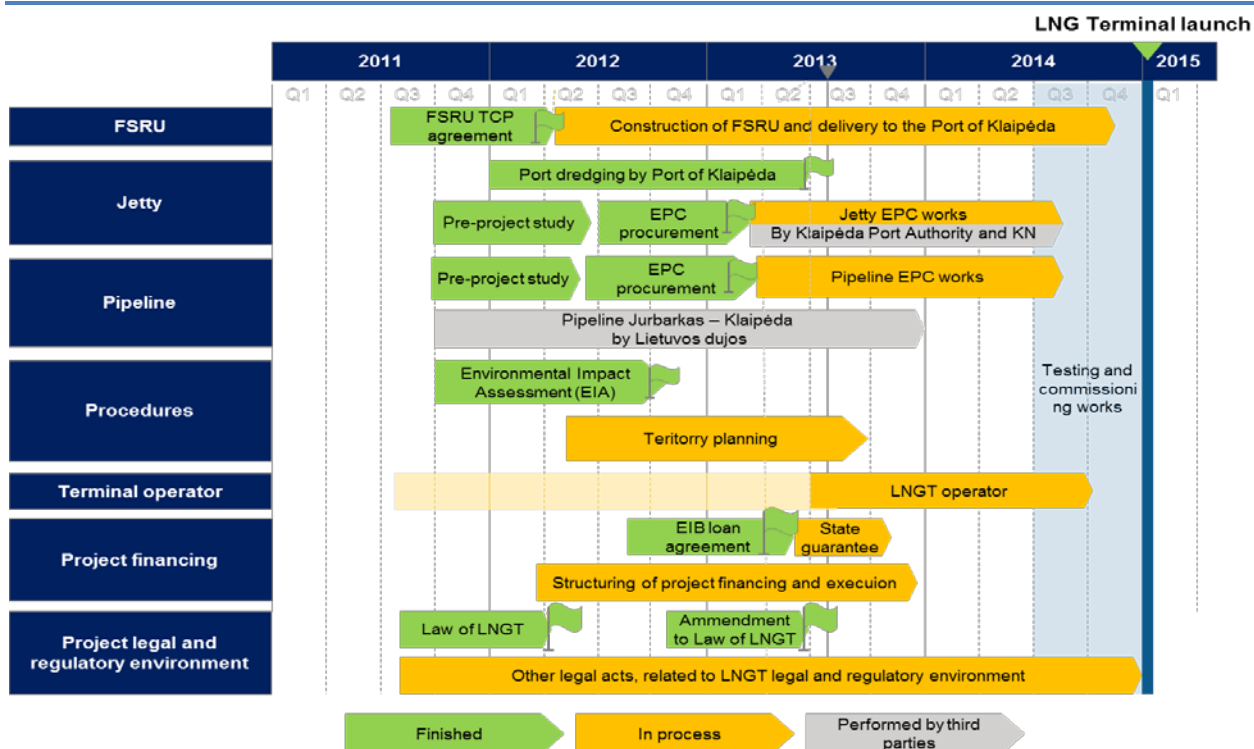 LNG Terminal launch
2011
2012
2013
2014
2015
Q1
Q2
Q3
Q4
Q1
Q2
Q3
Q4
Q1
Q2
Q3
Q4
Q1
Q2
Q3
Q4
Q1
FSRU
FSRU TCP
agreement
Construction of FSRU and delivery to the Port of Klaipėda
Jetty
Port dredging by Port of Klaipėda
Pre-project study
EPC
procurement
Jetty EPC works
By Klaipėda Port Authority and KN
Pipeline
Pre-project study
EPC
procurement
Pipeline EPC works
Pipeline Jurbarkas – Klaipėda
by Lietuvos dujos
Procedures
Environmental Impact
Assessment (EIA)
Teritorry planning
Testing and
commissioni
ng works
Terminal operator
LNGT operator
Project financing
EIB loan
agreement
State
guarantee
Structuring of project financing and execuion
Project legal and
regulatory environment
Law of LNGT
Ammendment
to Law of LNGT
Other legal acts, related to LNGT legal and regulatory environment
Finished
In process
Performed by third
parties